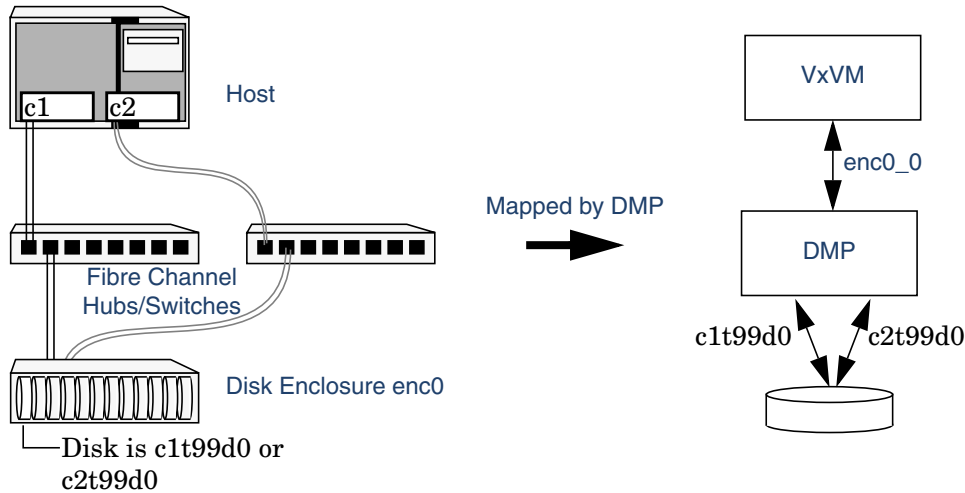 c1
c2
Host
Fibre Channel
Hubs/Switches
Disk Enclosure enc0
Disk is c1t99d0 or
c2t99d0
Mapped by DMP
VxVM
enc0_0
DMP
c1t99d0
c2t99d0